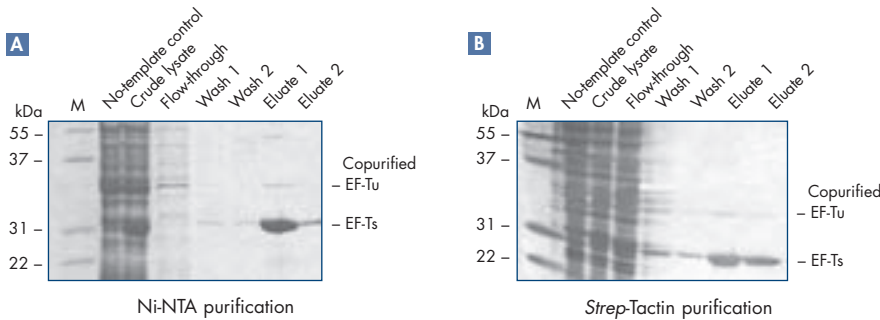 A
M
No-template control
Crude lysate
Flow-through
Wash 1
Wash 2
Eluate 1
Eluate 2
kDa
55 –
37 –
31 –
22 –
Copurified
– EF-Tu
– EF-Ts
Ni-NTA purification
B
M
No-template control
Crude lysate
Flow-through
Wash 1
Wash 2
Eluate 1
Eluate 2
kDa
55 –
37 –
31 –
22 –
Copurified
– EF-Tu
– EF-Ts
Strep-Tactin purification